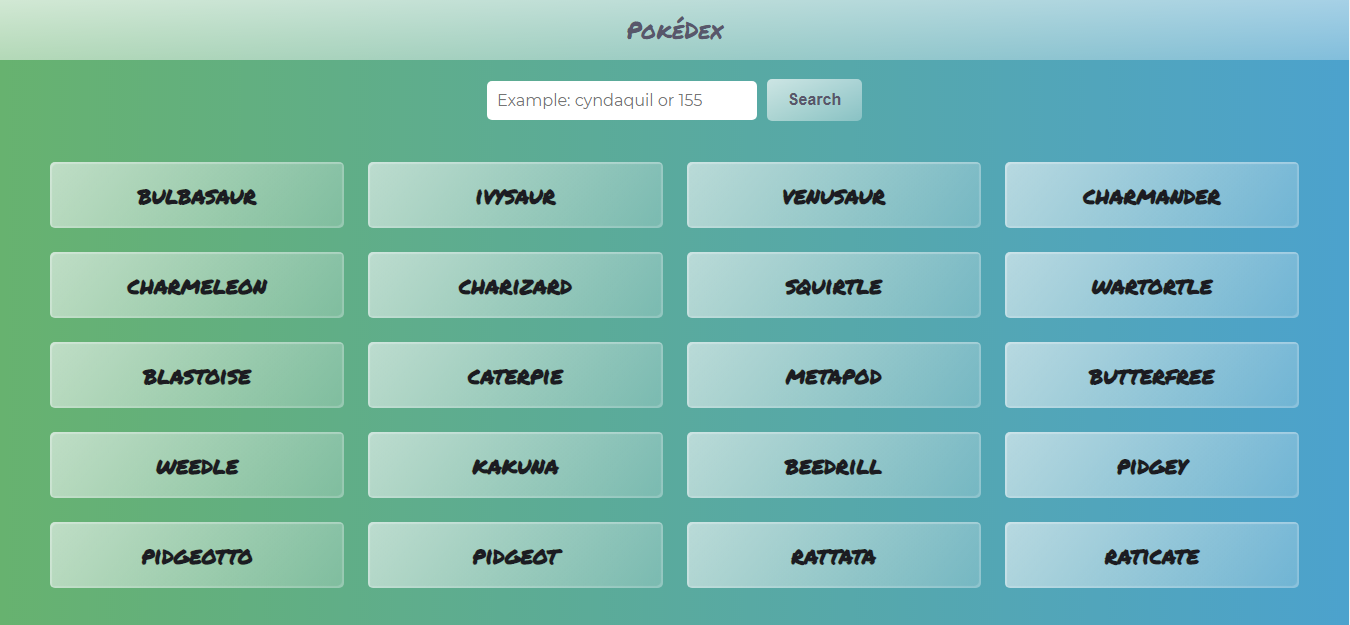 PokéDex
Example: cyndaquil or 155
Search
BULBASAUR
IVYSAUR
VENUSAUR
CHARMANDER
CHARMELEON
CHARIZARD
SQUIRTLE
WARTORTLE
BLASTOISE
CATERPIE
METAPOD
BUTTERFREE
WEEDLE
KAKUNA
BEEDRILL
PIDGEY
PIDGEOTTO
PIDGEOT
RATTATA
RATICATE